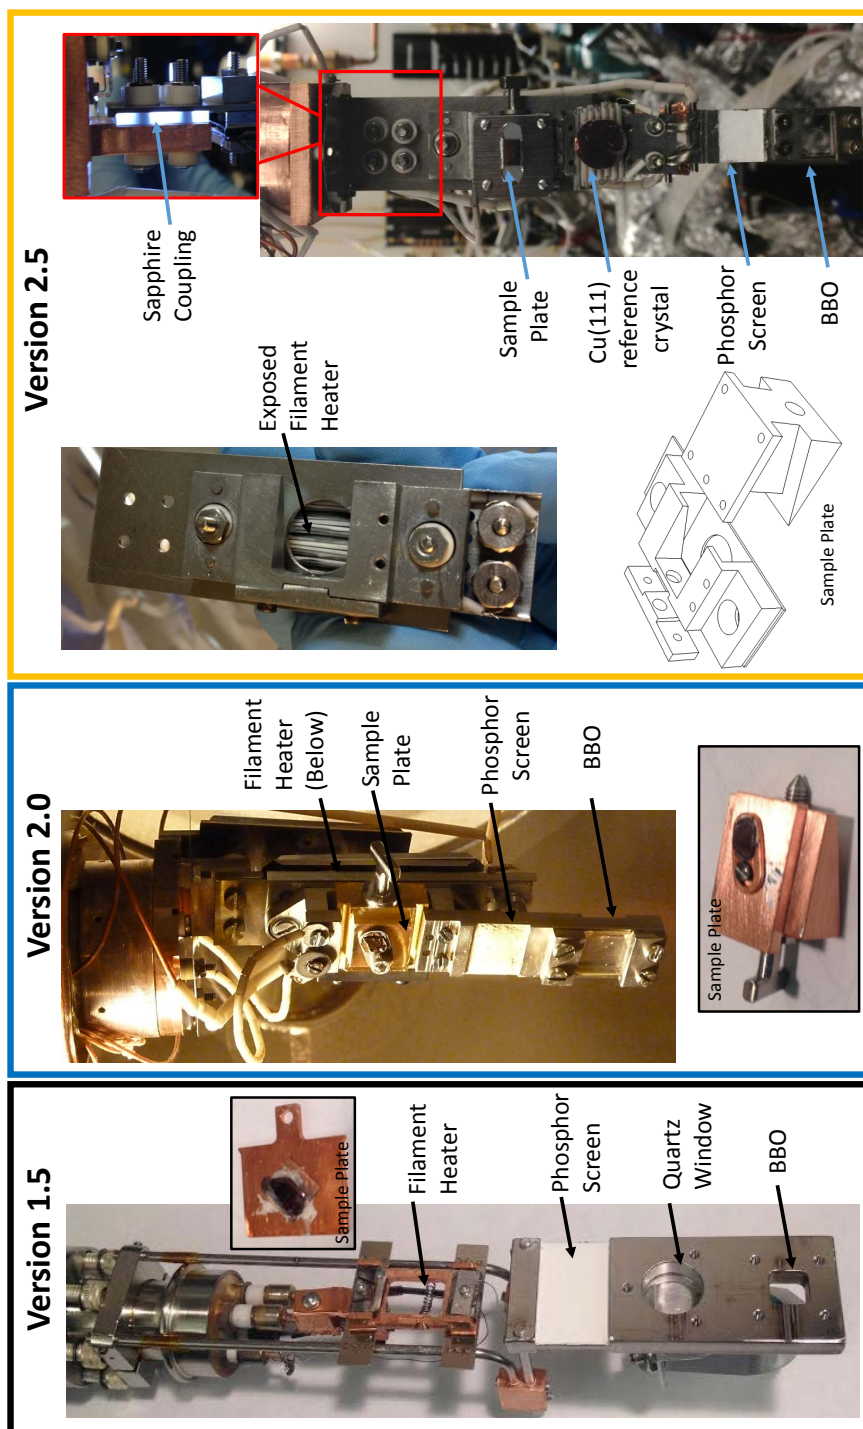 Version 1.5
Sample Plate
Filament
Heater
Phosphor
Screen
Quartz
Window
BBO
Version 2.0
Filament
Heater
(Below)
Sample
Plate
Phosphor
Screen
BBO
Sample Plate
Version 2.5
Exposed
Filament
Heater
Sample Plate
Sapphire
Coupling
Sample
Plate
Cu(111)
reference
crystal
Phosphor
Screen
BBO